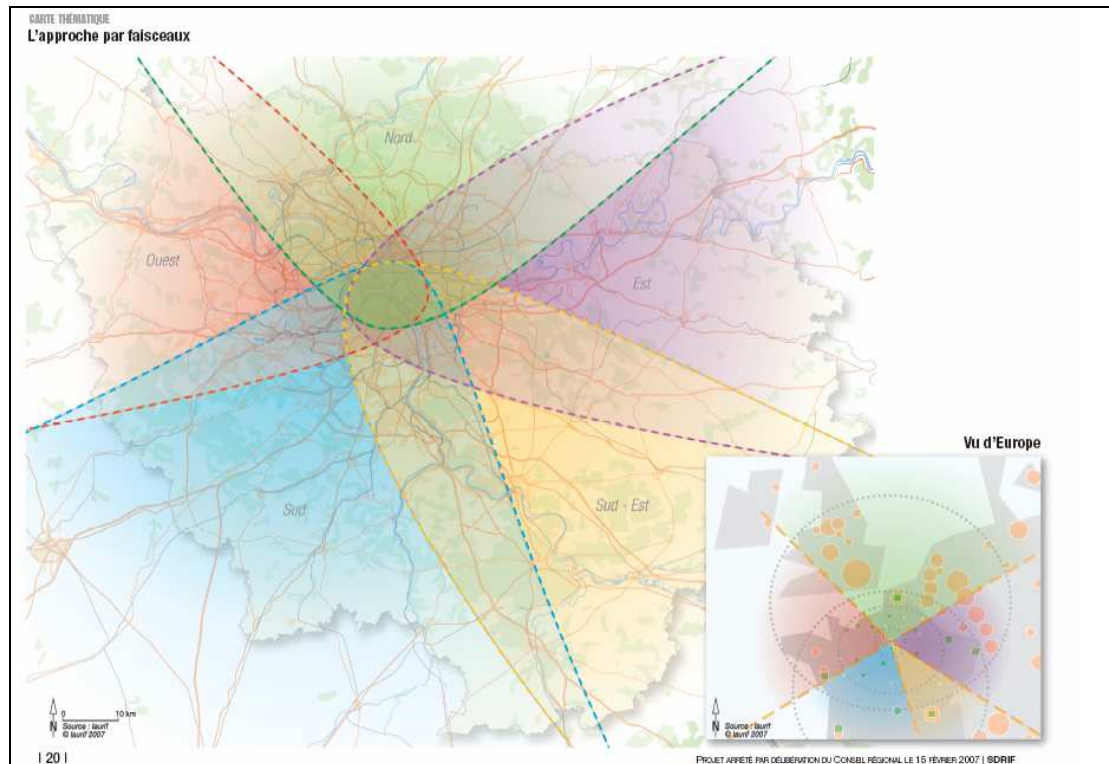 CARTE THÉMATIQUE
L'approche par faisceaux
Nord
Ouest
Est
Sud
Sud - Est
Vu d'Europe
N
0 10 km
Source : Iaurif
© Iaurif 2007
N
Source : Iaurif
© Iaurif 2007
| 20 |
PROJET ARRÊTÉ PAR DÉLIBÉRATION DU CONSEIL RÉGIONAL LE 15 FÉVRIER 2007 | SDRIF